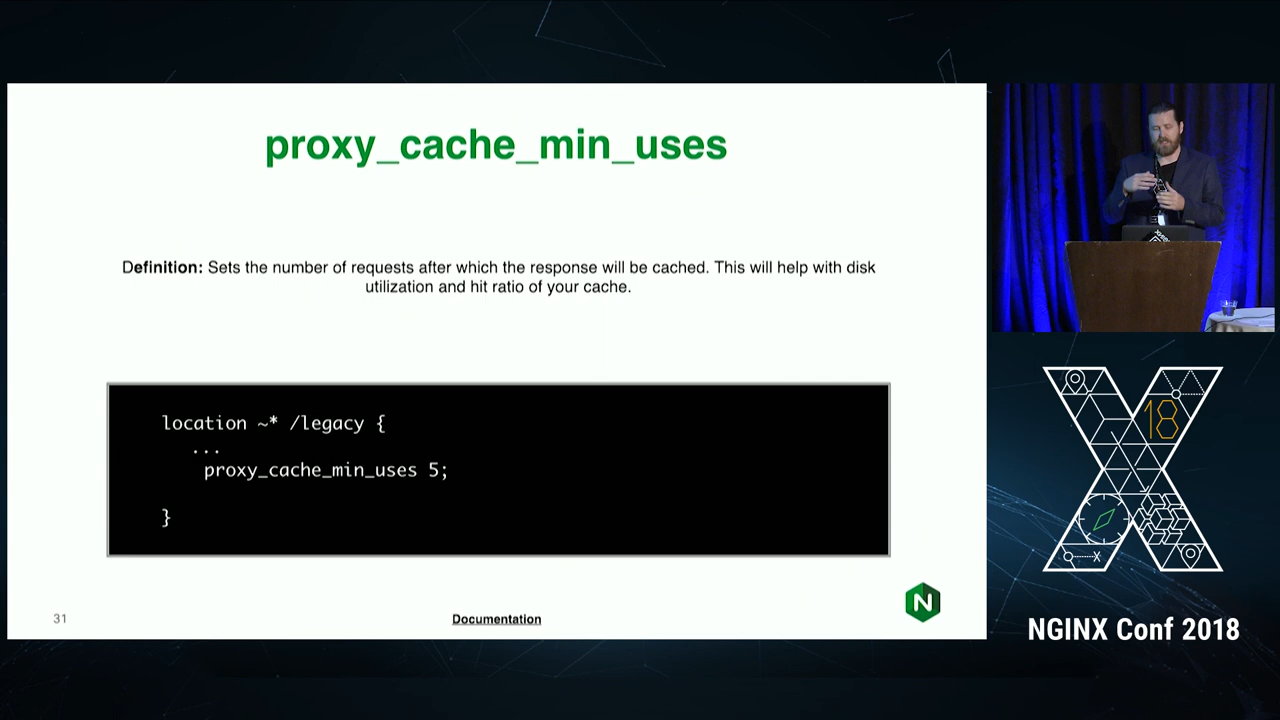 proxy_cache_min_uses
Definition: Sets the number of requests after which the response will be cached. This will help with disk
utilization and hit ratio of your cache.
location ~* /legacy {
...
proxy_cache_min_uses 5;
}
31
Documentation
N
18
X
NGINX Conf 2018